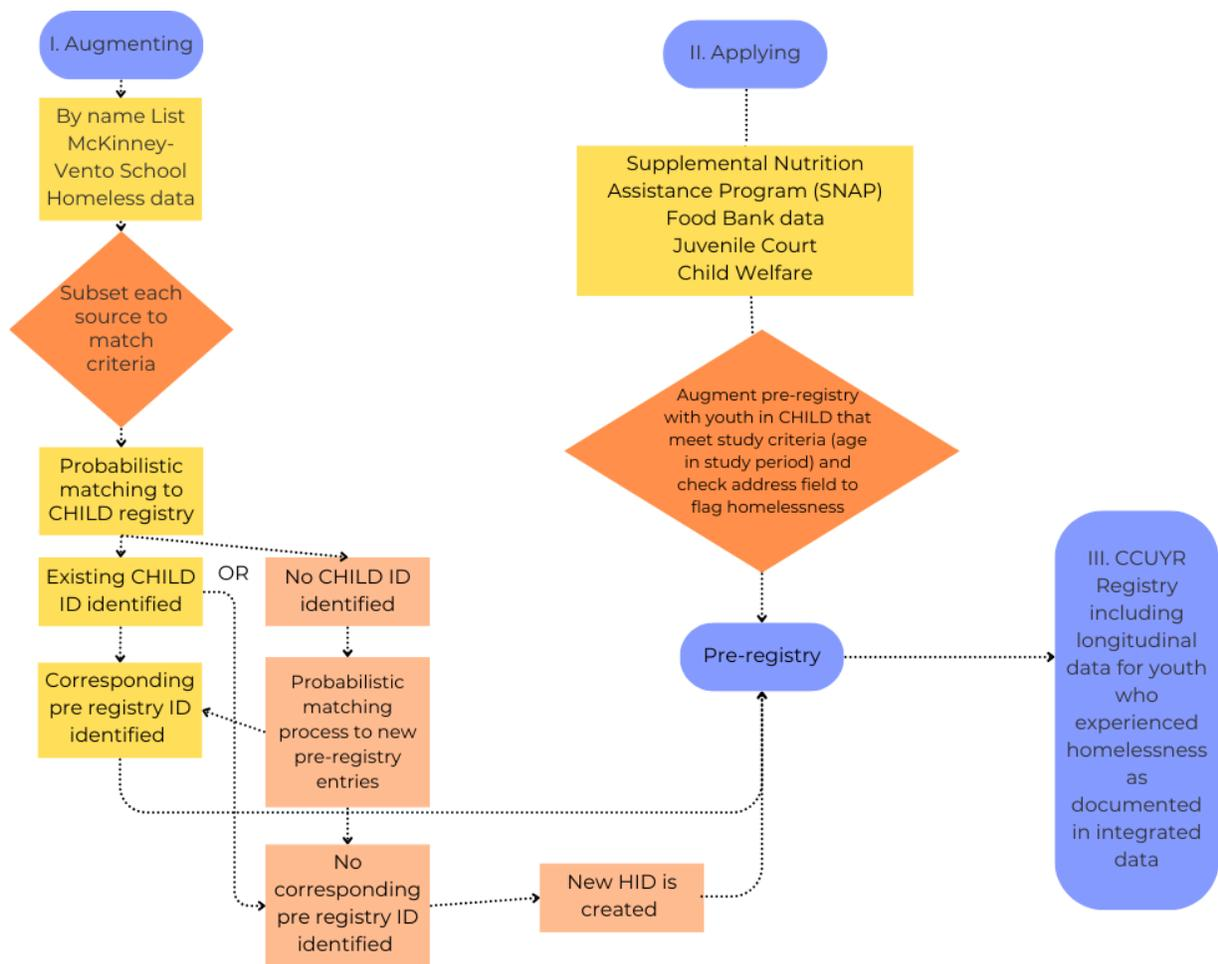 I. Augmenting
By name List
McKinney-
Vento School
Homeless data
Subset each
source to
match
criteria
Probabilistic
matching to
CHILD registry
Existing CHILD
ID identified
OR
No CHILD ID
identified
Corresponding
pre registry ID
identified
Probabilistic
matching
process to new
pre-registry
entries
No
corresponding
pre registry ID
identified
New HID is
created
II. Applying
Supplemental Nutrition
Assistance Program (SNAP)
Food Bank data
Juvenile Court
Child Welfare
Augment pre-registry
with youth in CHILD that
meet study criteria (age
in study period) and
check address field to
flag homelessness
Pre-registry
III. CCUYR
Registry
including
longitudinal
data for youth
who
experienced
homelessness
as
documented
in integrated
data